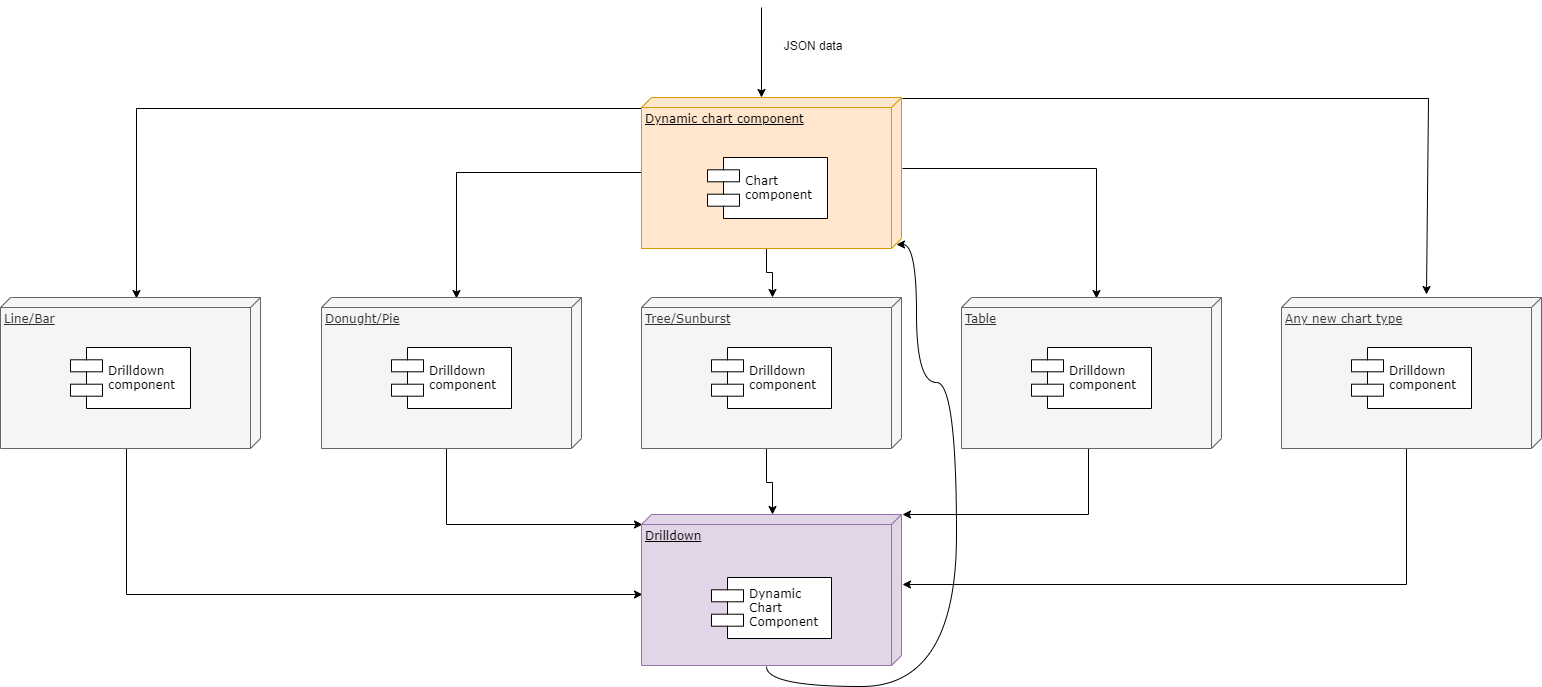 JSON data
Dynamic chart component
Chart
component
Line/Bar
Drilldown
component
Donught/Pie
Drilldown
component
Tree/Sunburst
Drilldown
component
Table
Drilldown
component
Any new chart type
Drilldown
component
Drilldown
Dynamic
Chart
Component